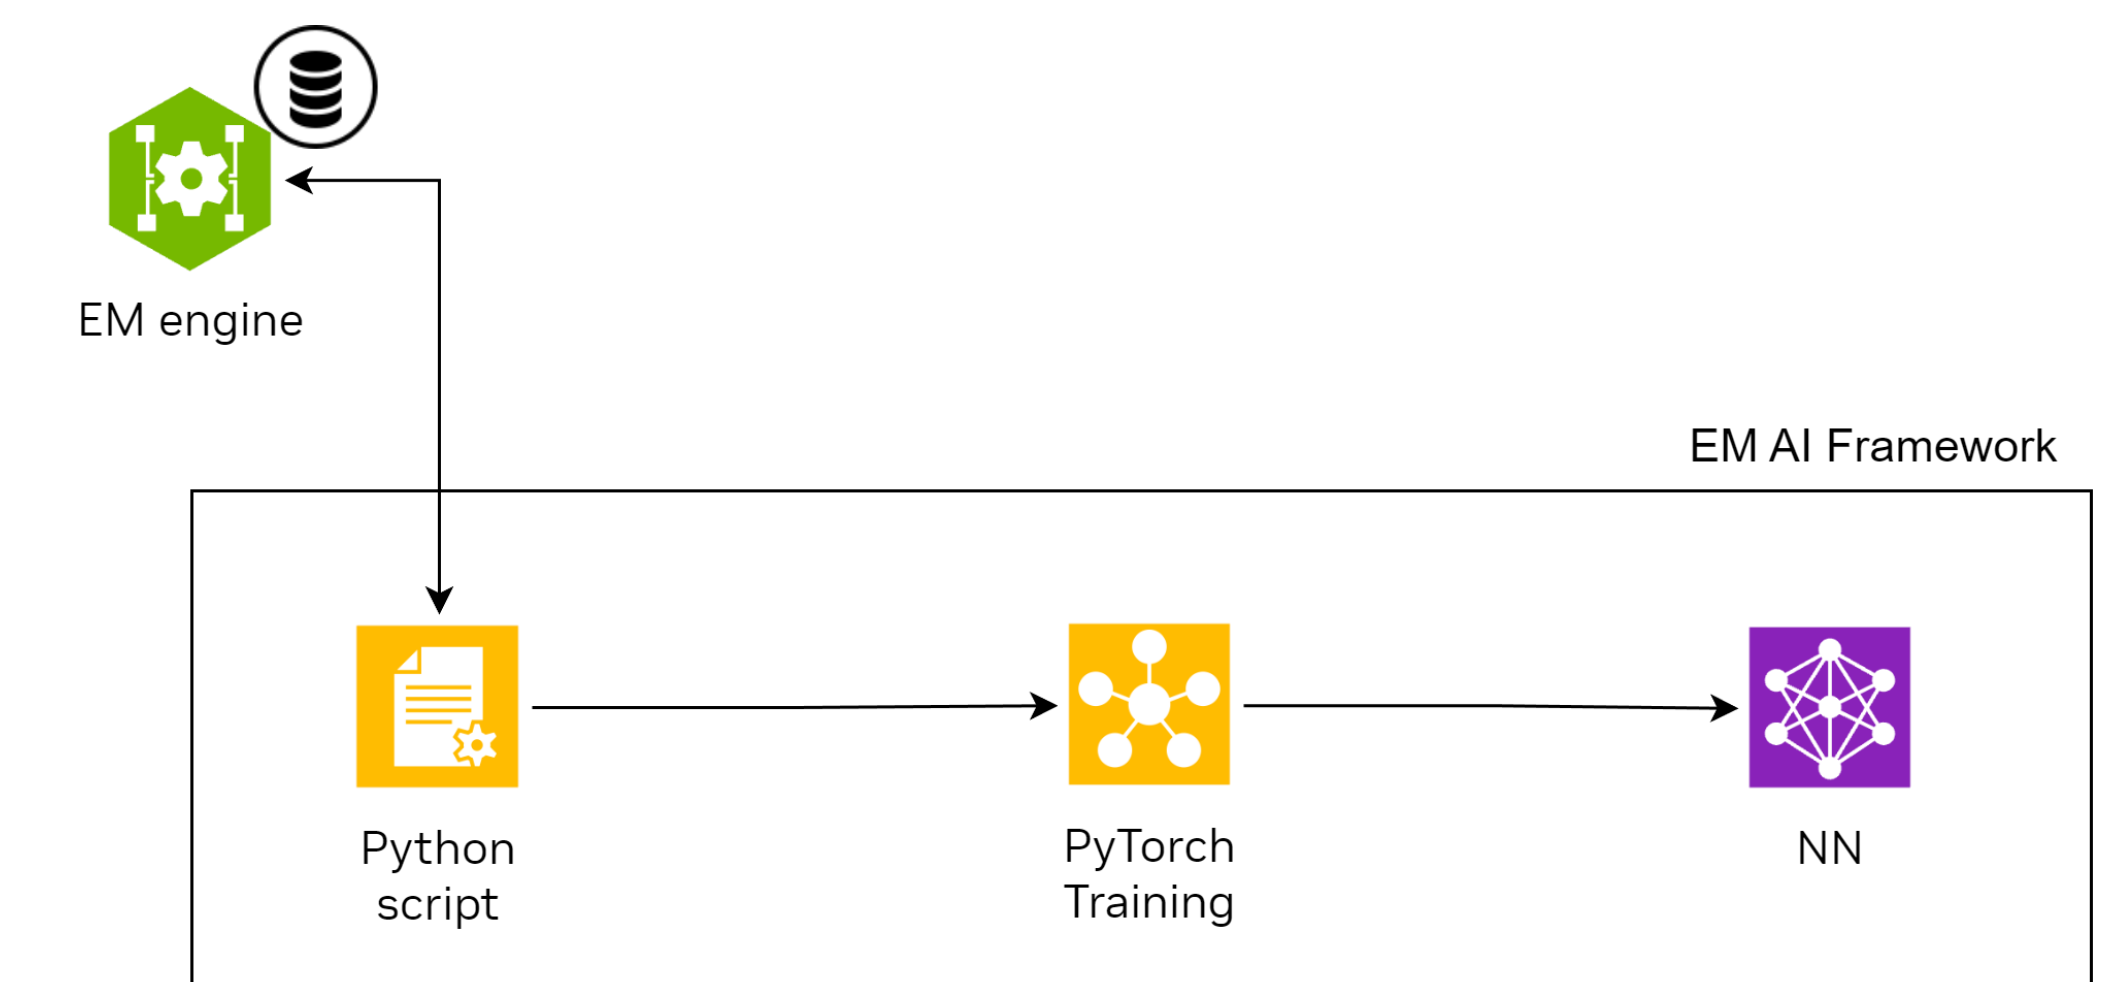 EM engine
EM AI Framework
Python
script
PyTorch
Training
NN